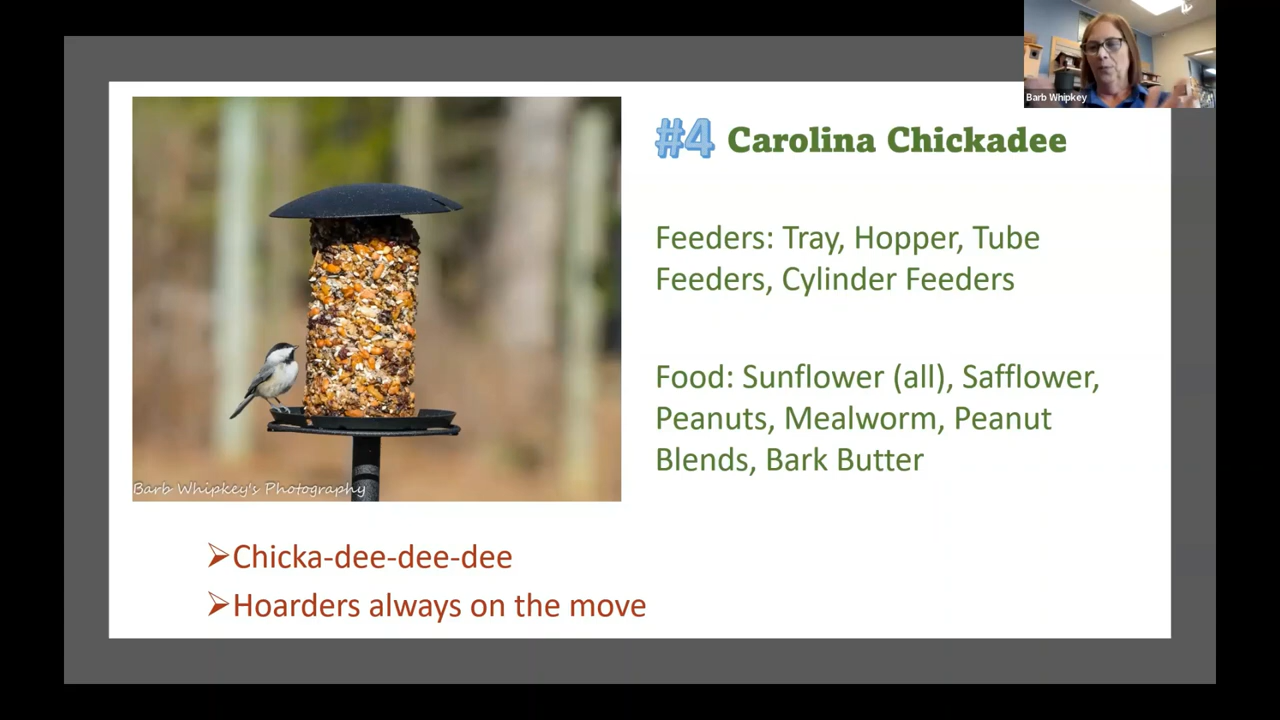 Barb Whipkey
#4 Carolina Chickadee
Feeders: Tray, Hopper, Tube
Feeders, Cylinder Feeders
Food: Sunflower (all), Safflower,
Peanuts, Mealworm, Peanut
Blends, Bark Butter
Barb Whipkey's Photography
➢Chicka-dee-dee-dee
➢Hoarders always on the move